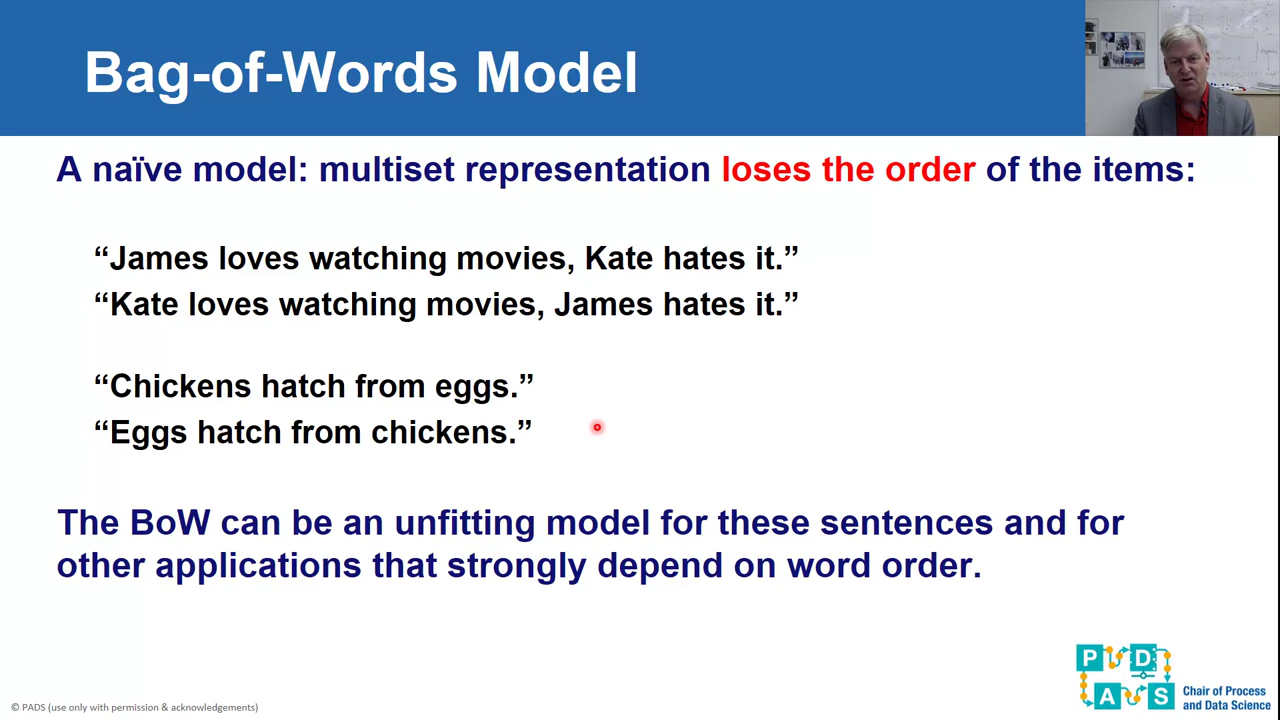 Bag-of-Words Model
A naïve model: multiset representation loses the order of the items:
“James loves watching movies, Kate hates it.”
“Kate loves watching movies, James hates it.”
“Chickens hatch from eggs.”
“Eggs hatch from chickens.”
The BoW can be an unfitting model for these sentences and for
other applications that strongly depend on word order.
P D
A S
Chair of Process
and Data Science
© PADS (use only with permission & acknowledgements)